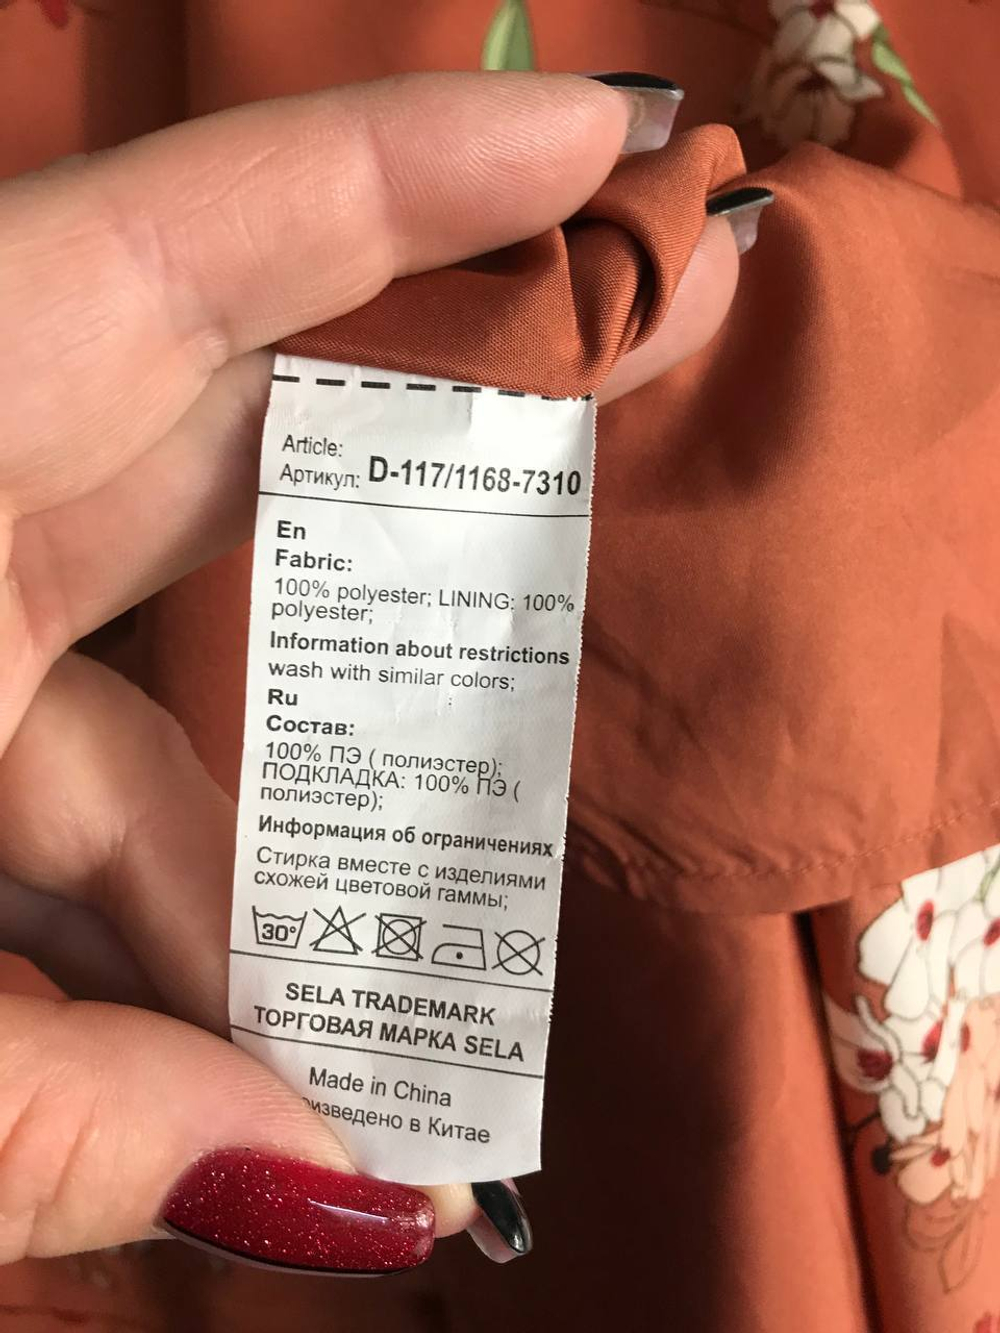 Article:
Артикул: D-117/1168-7310
En
Fabric:
100% polyester; LINING: 100%
polyester;
Information about restrictions
wash with similar colors;
:
Ru
Состав:
100% ПЭ ( полиэстер);
ПОДКЛАДКА: 100% ПЭ (
полиэстер);
Информация об ограничениях
Стирка вместе с изделиями
схожей цветовой гаммы;
30°
SELA TRADEMARK
ТОРГОВАЯ МАРКА SELA
Made in China
в Китае